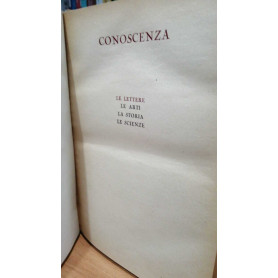 CONOSCENZA
LE LETTERE
LE ARTI
LA STORIA
LE SCIENZE